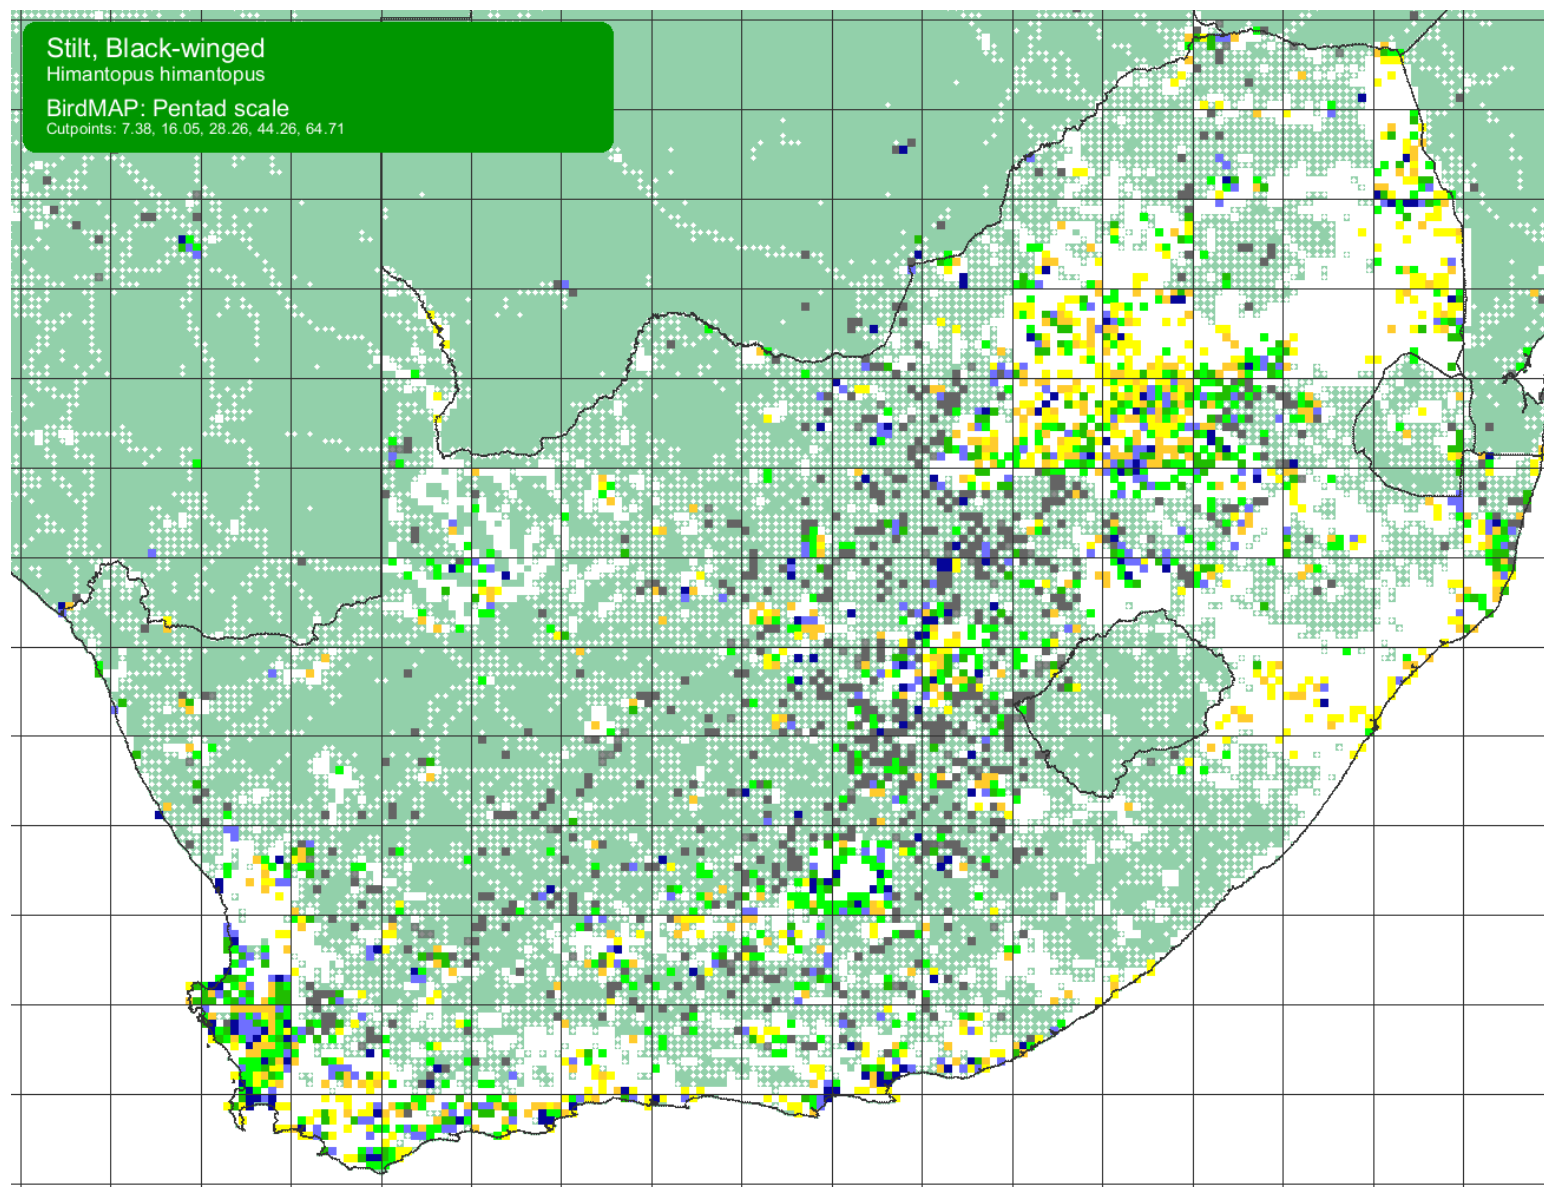 Stilt, Black-winged
Himantopus himantopus
BirdMAP: Pentad scale
Cutpoints: 7.38, 16.05, 28.26, 44.26, 64.71